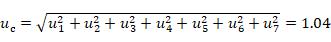 u_c = √(u_1^2 + u_2^2 + u_3^2 + u_4^2 + u_5^2 + u_6^2 + u_7^2) = 1.04